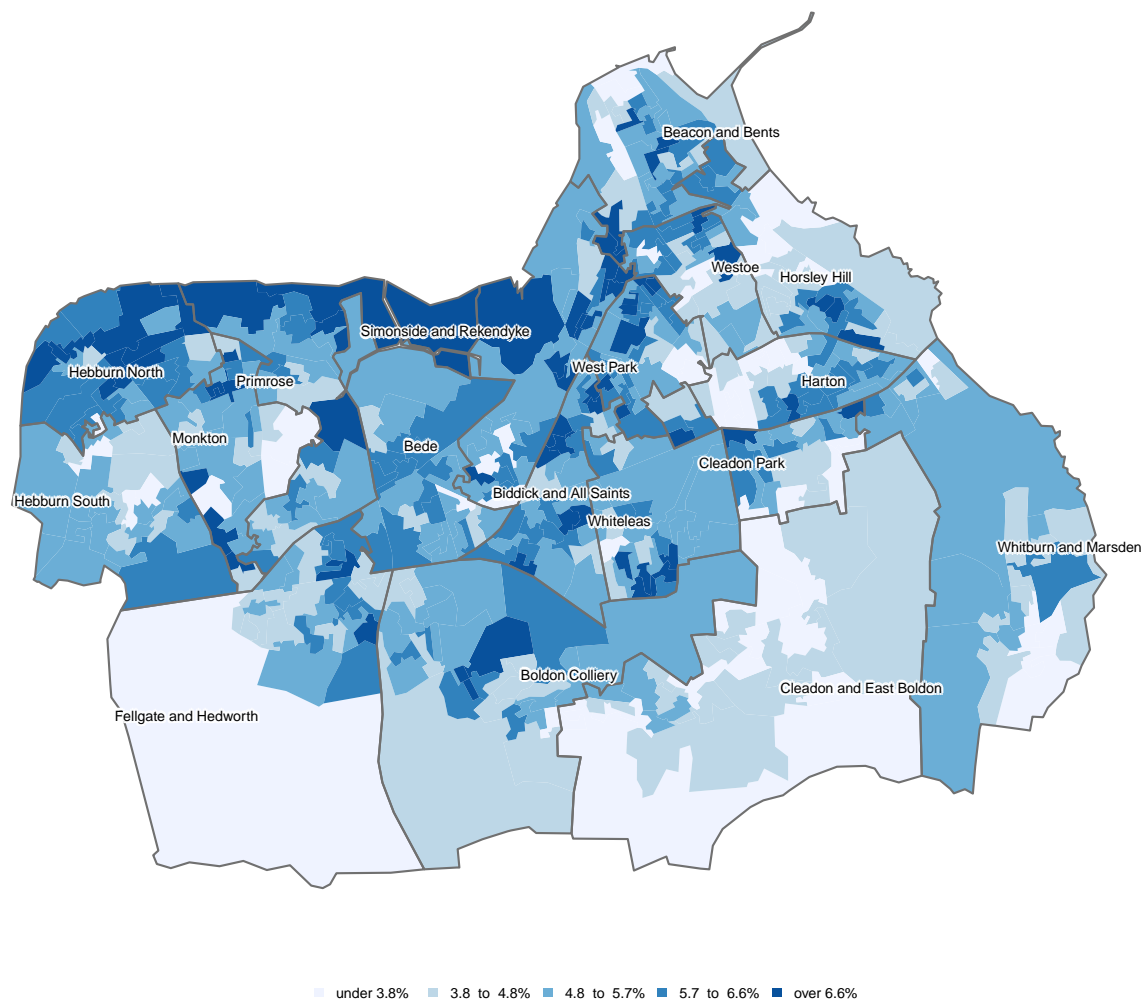 Beacon and Bents
Westoe
Horsley Hill
Simonside and Rekendyke
Hebburn North
West Park
Primrose
Harton
Monkton
Bede
Cleadon Park
Biddick and All Saints
Hebburn South
Whiteleas
Whitburn and Marsden
Boldon Colliery
Cleadon and East Boldon
Fellgate and Hedworth
under 3.8% 3.8 to 4.8% 4.8 to 5.7% 5.7 to 6.6% over 6.6%